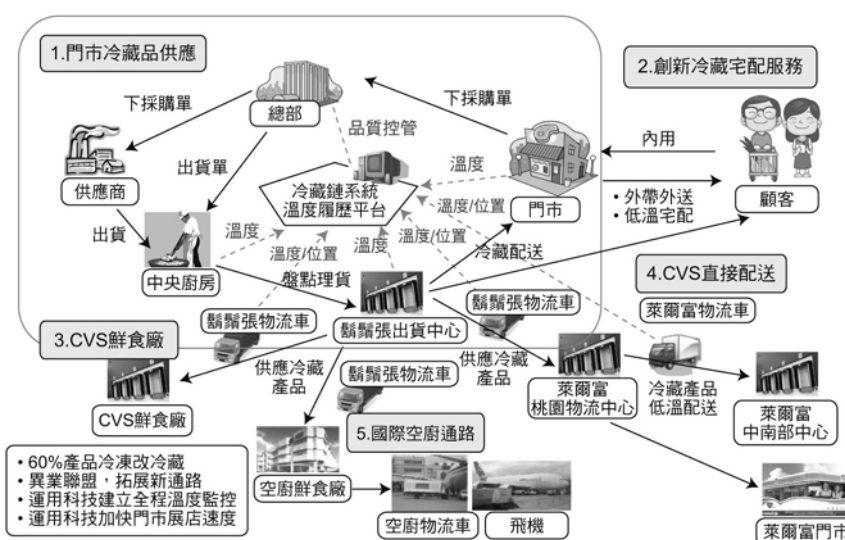 1.門市冷藏品供應
2.創新冷藏宅配服務
總部
下採購單
下採購單
品質控管
供應商
出貨單
冷藏鏈系統
溫度履歷平台
溫度
門市
內用
・外帶外送
・低溫宅配
顧客
出貨
中央廚房
溫度
溫度/位置
溫度
溫度/位置
溫度/位置
冷藏配送
盤點理貨
4.CVS直接配送
鬍鬚張物流車
鬍鬚張出貨中心
鬍鬚張物流車
萊爾富物流車
3.CVS鮮食廠
供應冷藏
產品
鬍鬚張物流車
供應冷藏
產品
CVS鮮食廠
萊爾富
桃園物流中心
冷藏產品
低溫配送
萊爾富
中南部中心
5.國際空廚通路
・60%產品冷凍改冷藏
・異業聯盟，拓展新通路
・運用科技建立全程溫度監控
・運用科技加快門市展店速度
空廚鮮食廠
空廚物流車
飛機
萊爾富門市